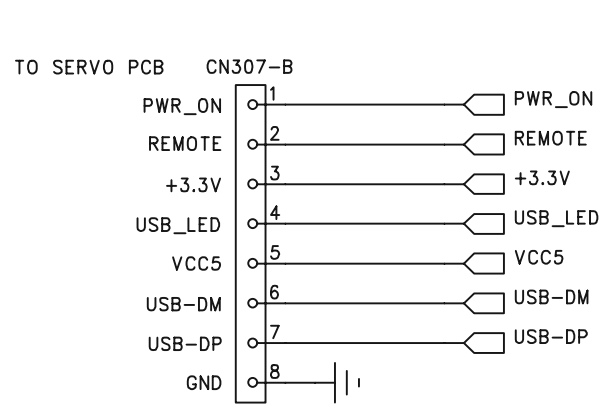 TO SERVO PCB CN307-B
PWR_ON 1 PWR_ON
REMOTE 2 REMOTE
+3.3V 3 +3.3V
USB_LED 4 USB_LED
VCC5 5 VCC5
USB-DM 6 USB-DM
USB-DP 7 USB-DP
GND 8